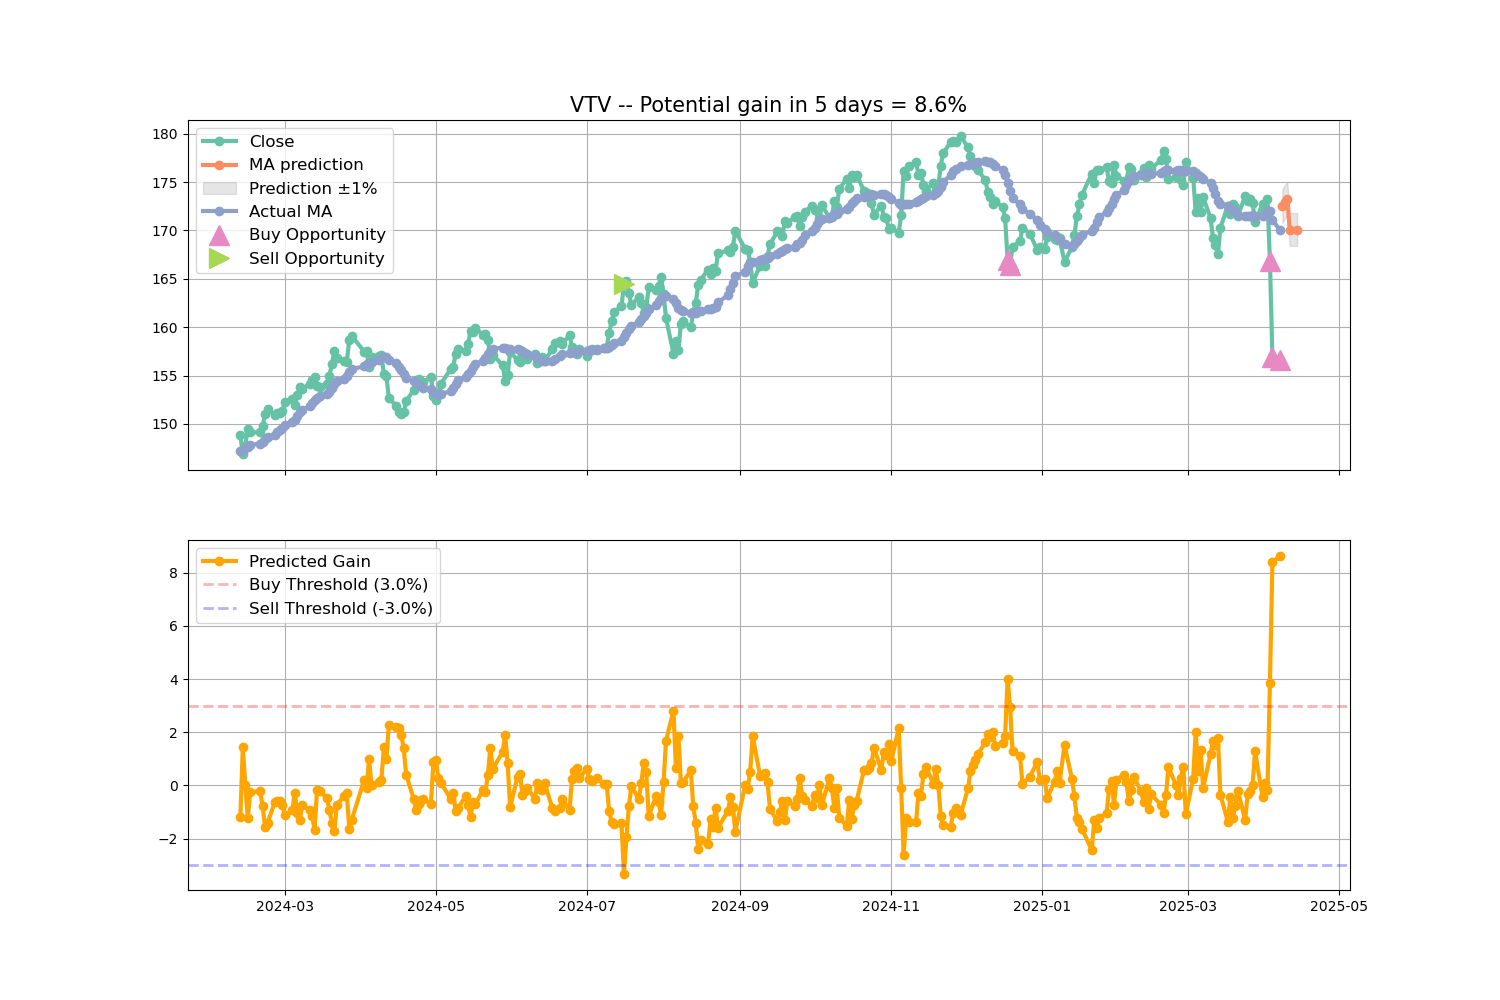 VTV -- Potential gain in 5 days = 8.6%
180
175
170
165
160
155
150
Close
MA prediction
Prediction ±1%
Actual MA
Buy Opportunity
Sell Opportunity
8
6
4
2
0
−2
Predicted Gain
Buy Threshold (3.0%)
Sell Threshold (-3.0%)
2024-03 2024-05 2024-07 2024-09 2024-11 2025-01 2025-03 2025-05